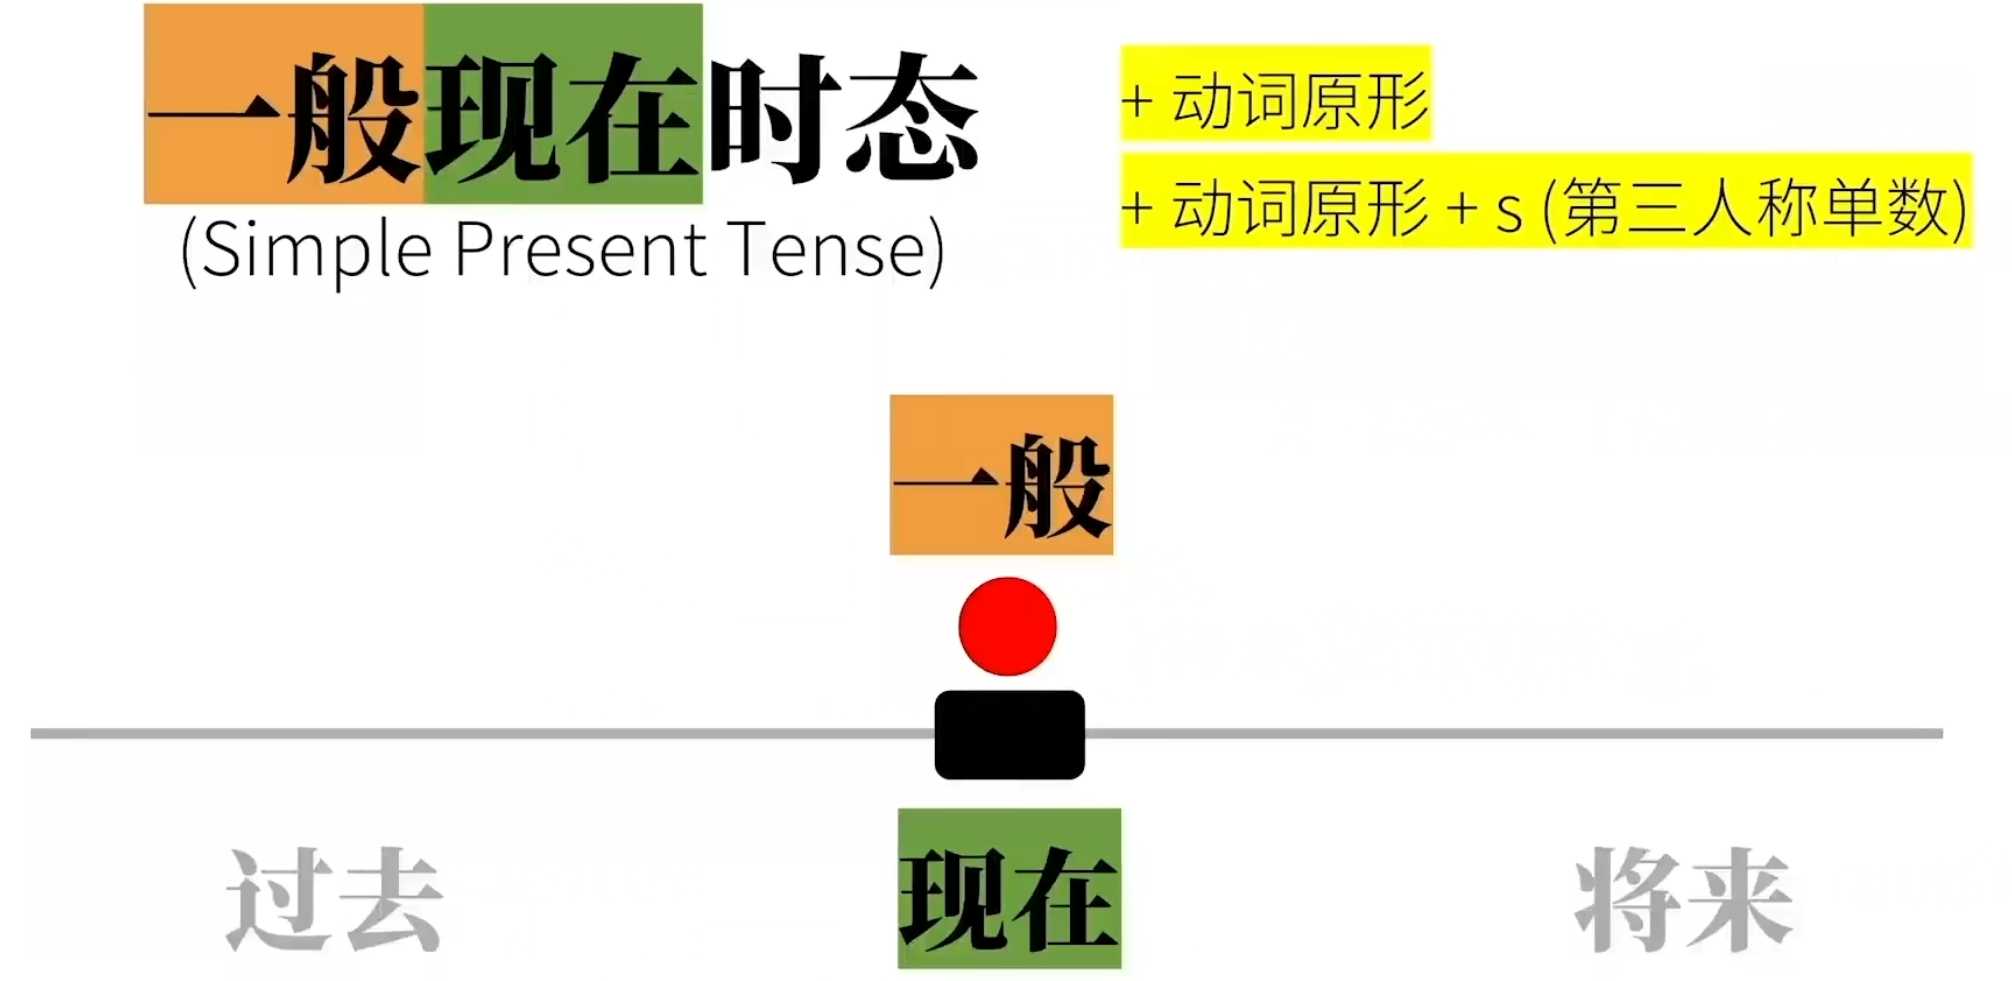 一般现在时态
(Simple Present Tense)
+ 动词原形
+ 动词原形 + s (第三人称单数)
一般
过去
现在
将来